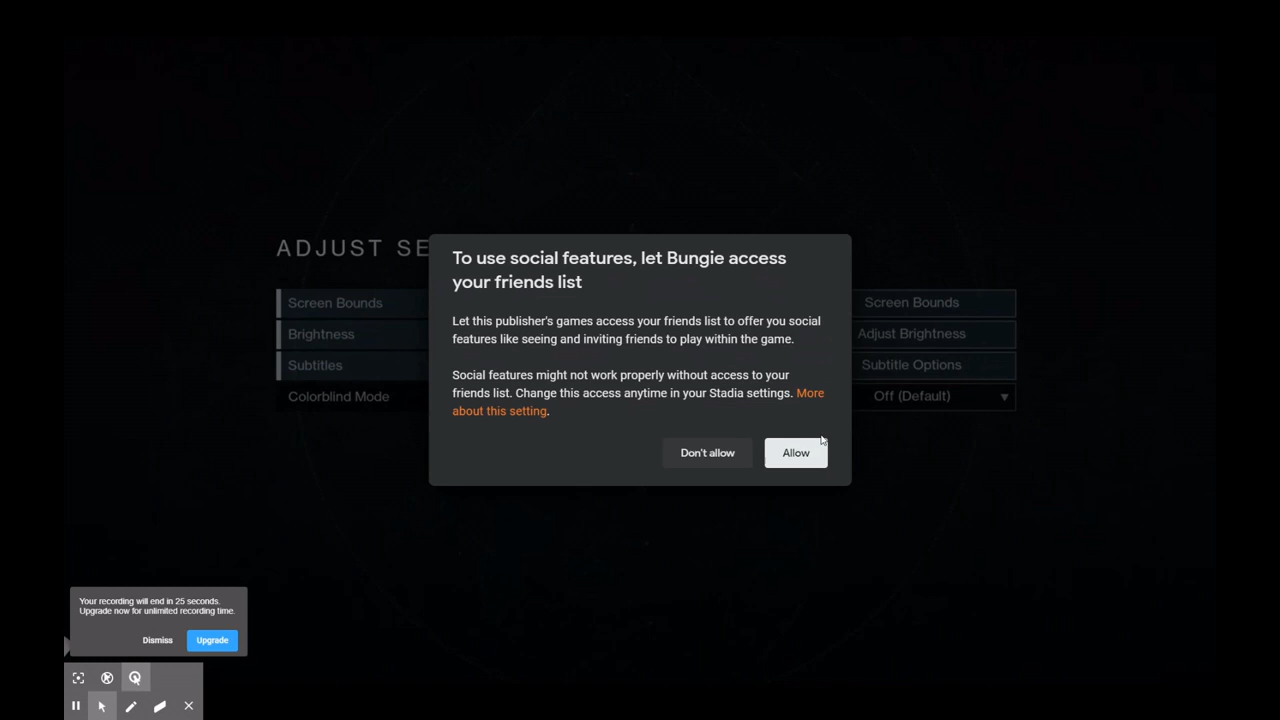 To use social features, let Bungie access
your friends list
Let this publisher's games access your friends list to offer you social
features like seeing and inviting friends to play within the game.
Social features might not work properly without access to your
friends list. Change this access anytime in your Stadia settings. More
about this setting.
Don't allow
Allow
ADJUST SE
Screen Bounds
Screen Bounds
Brightness
Adjust Brightness
Subtitles
Subtitle Options
Colorblind Mode
Off (Default)
Your recording will end in 25 seconds.
Upgrade now for unlimited recording time.
Dismiss
Upgrade